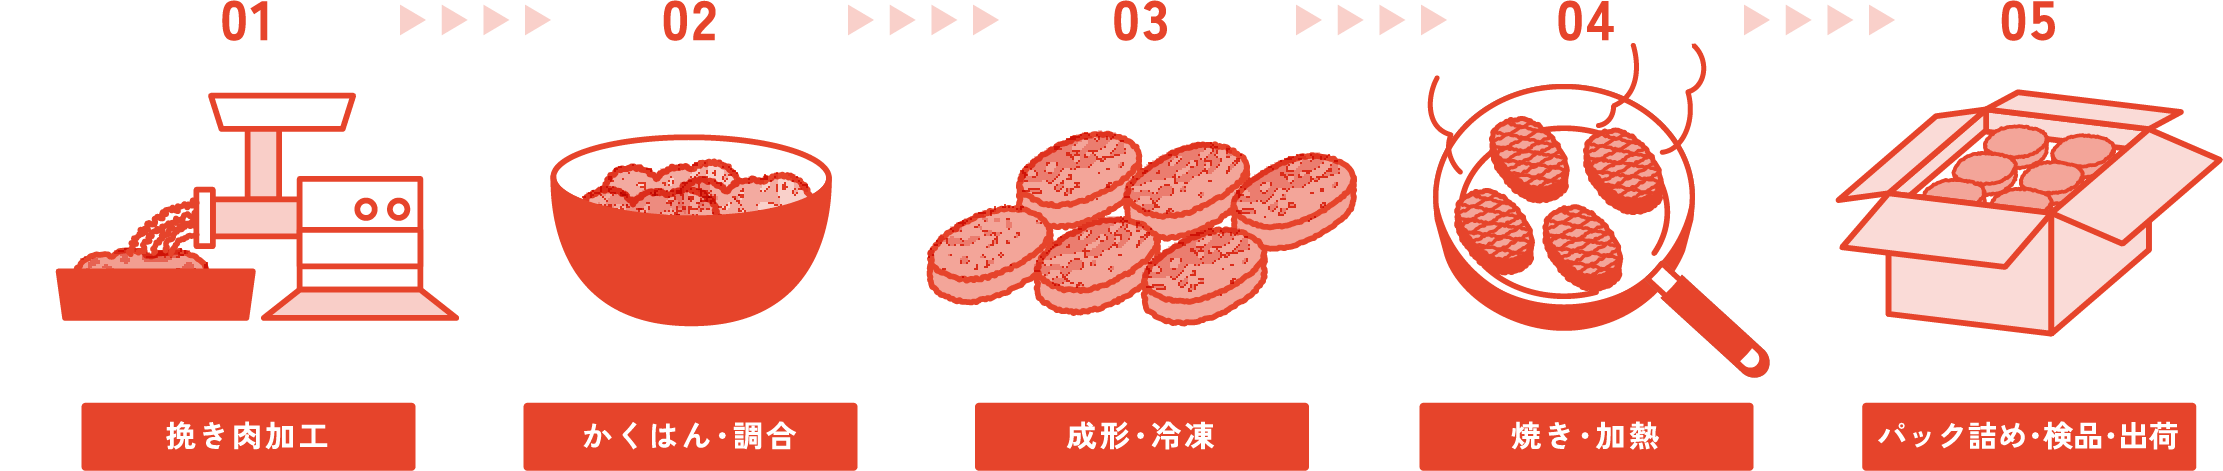 01
02
03
04
05
挽き肉加工
かくはん・調合
成形・冷凍
焼き・加熱
パック詰め・検品・出荷